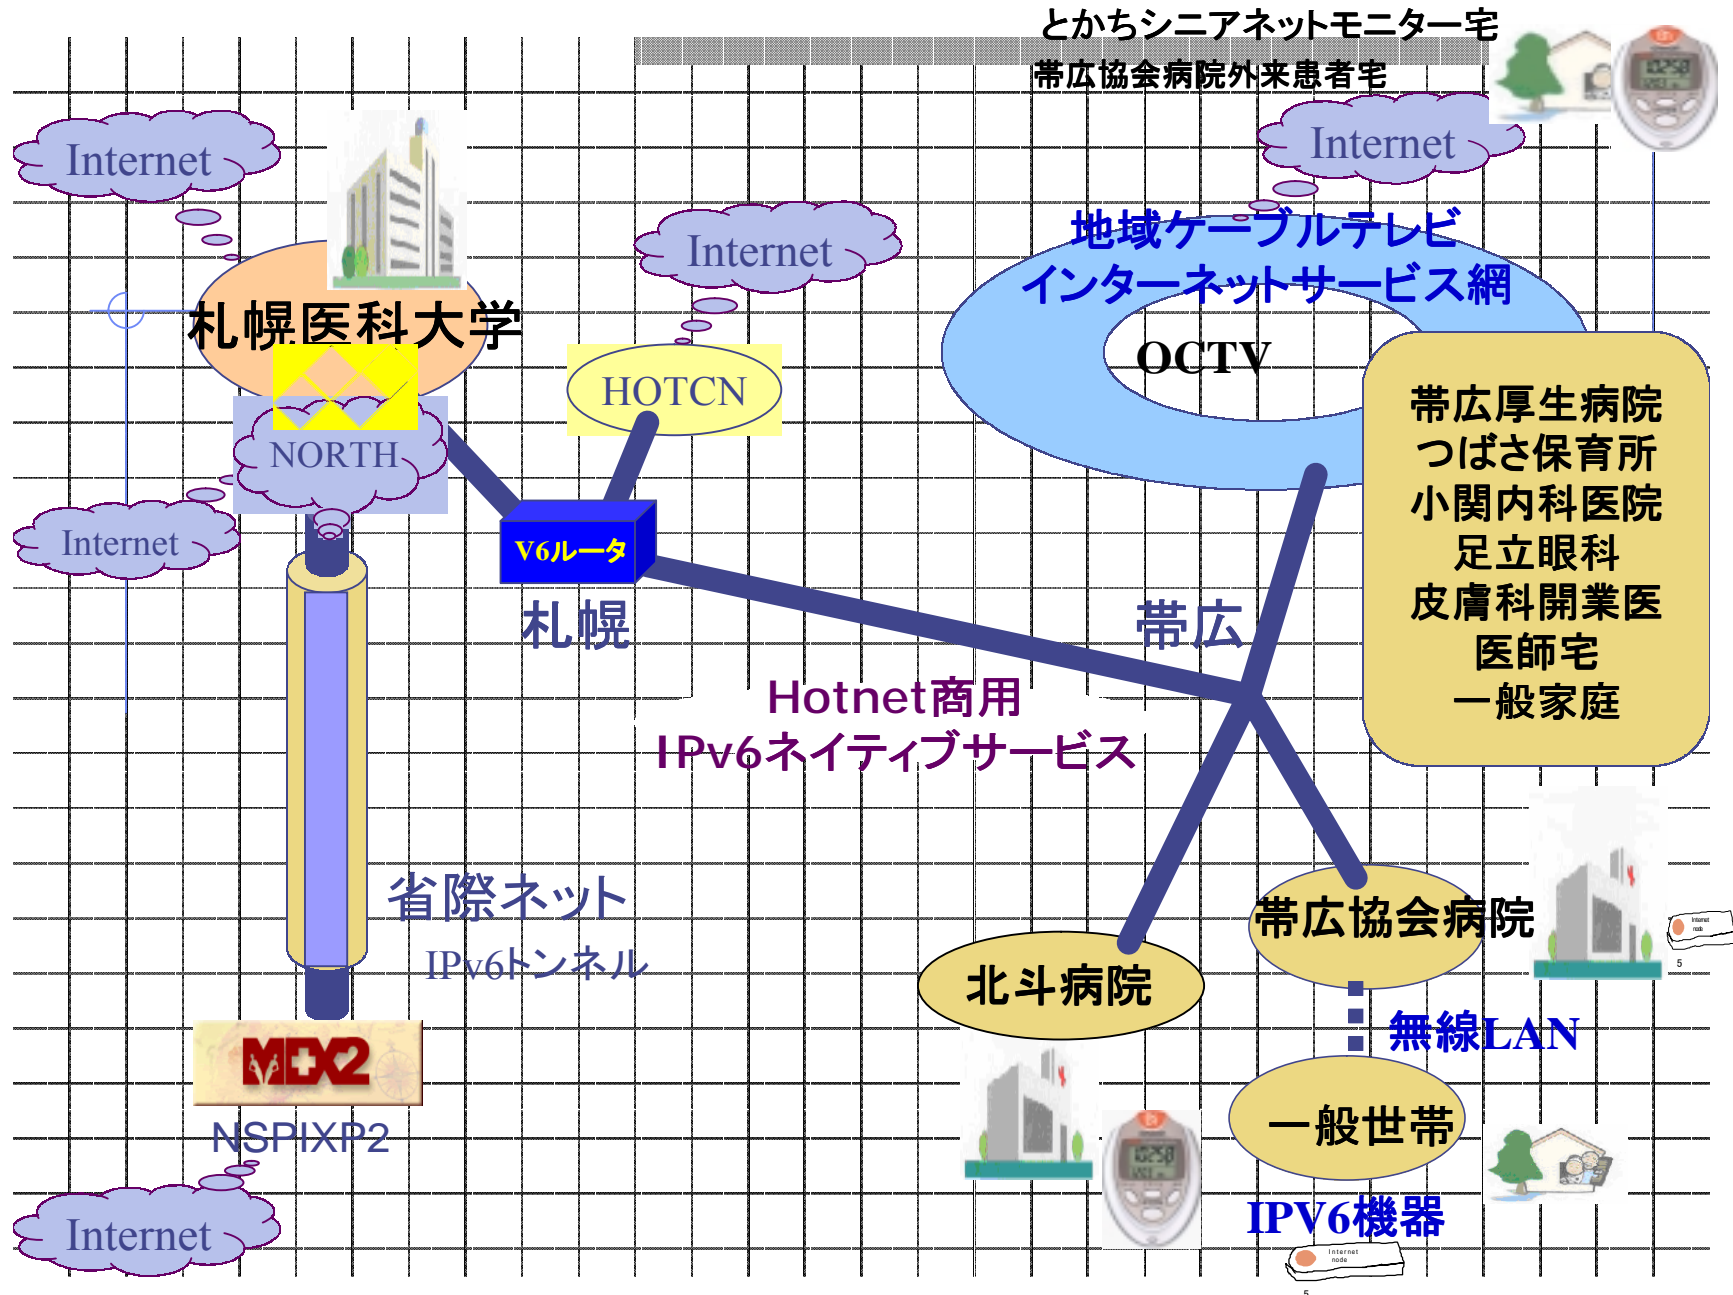 とかちシニアネットモニター宅
帯広協会病院外来患者宅
Internet
Internet
Internet
地域ケーブルテレビ
インターネットサービス網
OCTV
札幌医科大学
HOTCN
NORTH
Internet
V6ルータ
札幌
帯広
帯広厚生病院
つばさ保育所
小関内科医院
足立眼科
皮膚科開業医
医師宅
一般家庭
Hotnet商用
IPv6ネイティブサービス
省際ネット
IPv6トンネル
帯広協会病院
Internet
node
5
北斗病院
無線LAN
MDX2
NSPIXP2
一般世帯
10258
IPV6機器
Internet
Internet
node
5